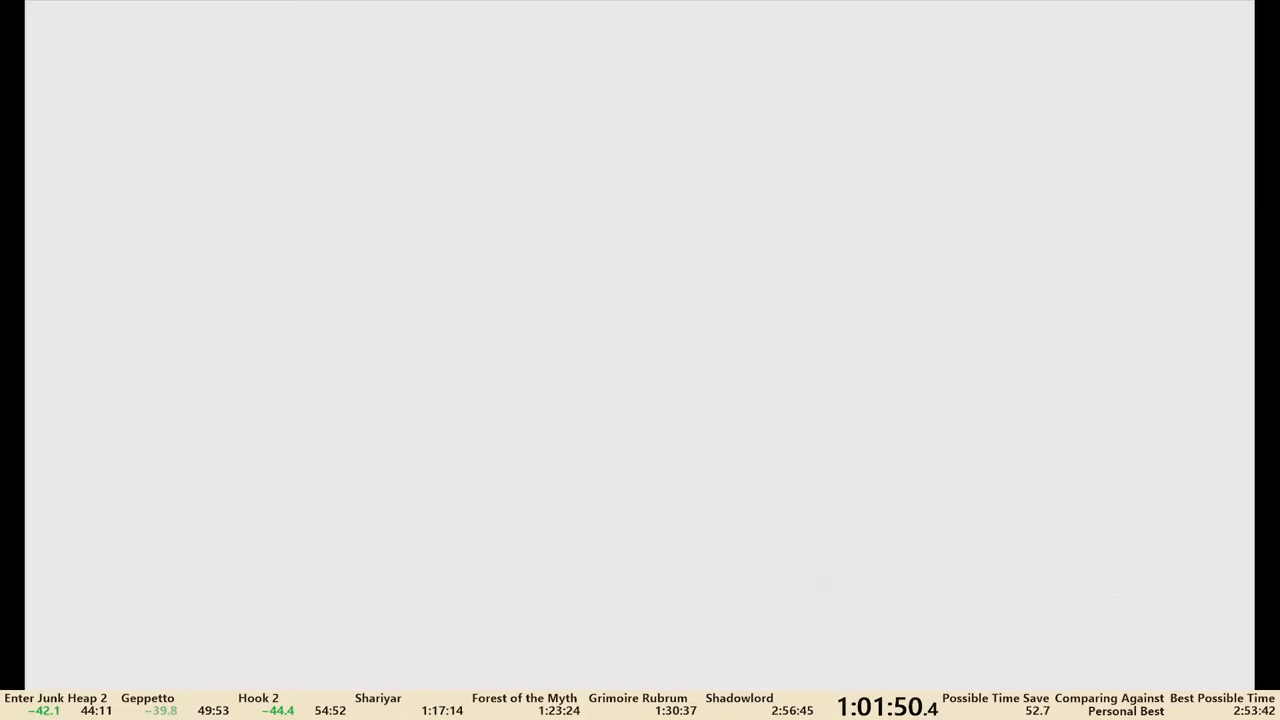 Enter Junk Heap 2 Geppetto Hook 2 Shariyar Forest of the Myth Grimoire Rubrum Shadowlord 1:01:50.4 Possible Time Save Comparing Against Best Possible Time
−42.1 44:11 −39.8 49:53 −44.4 54:52 1:17:14 1:23:24 1:30:37 2:56:45 52.7 Personal Best 2:53:42